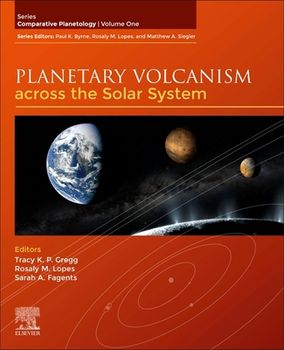 Series
Comparative Planetology | Volume One
Series Editors: Paul K. Byrne, Rosaly M. Lopes, and Matthew A. Siegler
PLANETARY VOLCANISM
across the Solar System
Editors
Tracy K. P. Gregg
Rosaly M. Lopes
Sarah A. Fagents
ELSEVIER